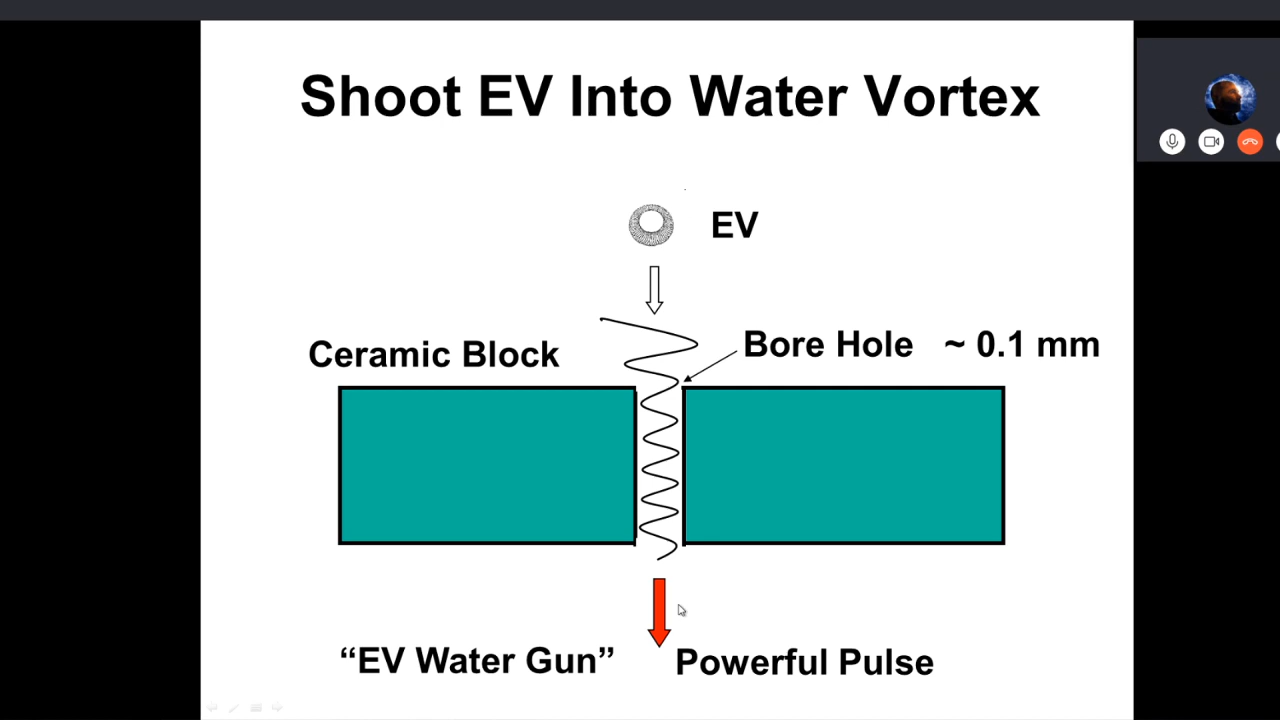 Shoot EV Into Water Vortex
EV
Ceramic Block
Bore Hole ~ 0.1 mm
“EV Water Gun”
Powerful Pulse